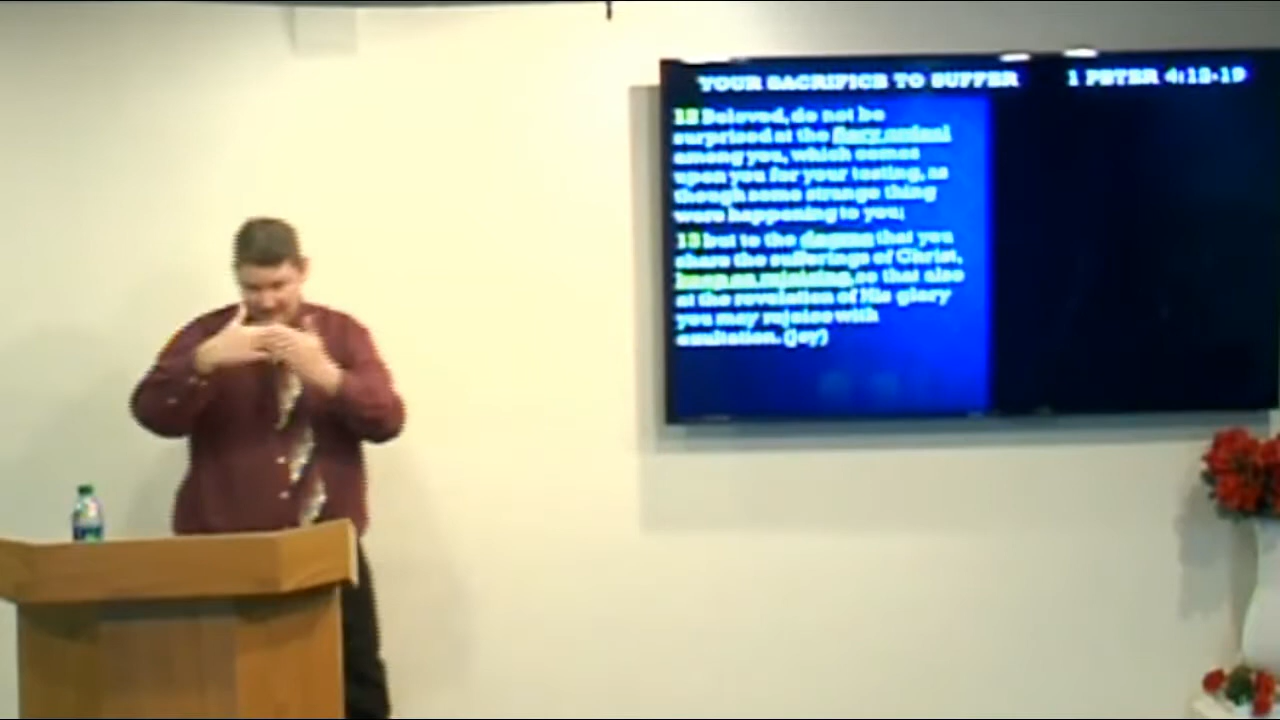 YOUR SACRIFICE TO SUFFER 1 PETER 4:12-19
12 Beloved, do not be
surprised at the fiery ordeal
among you, which comes
upon you for your testing, as
though some strange thing
were happening to you;
13 but to the degree that you
share the sufferings of Christ,
keep on rejoicing, so that also
at the revelation of His glory
you may rejoice with
exultation. (joy)